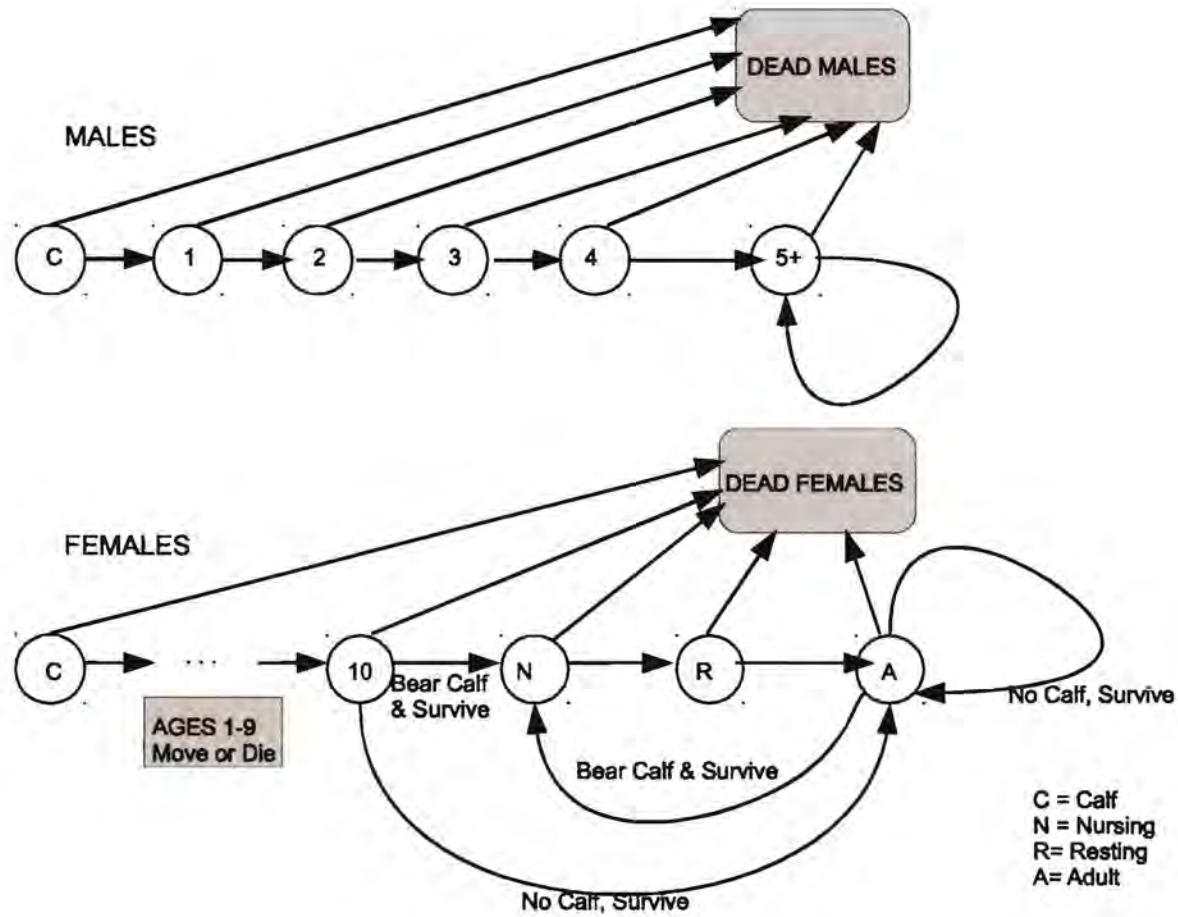 DEAD MALES
MALES
C
1
2
3
4
5+
DEAD FEMALES
FEMALES
C
...
10
N
R
A
Bear Calf
& Survive
No Calf, Survive
AGES 1-9
Move or Die
Bear Calf & Survive
C = Calf
N = Nursing
R= Resting
A= Adult
No Calf, Survive